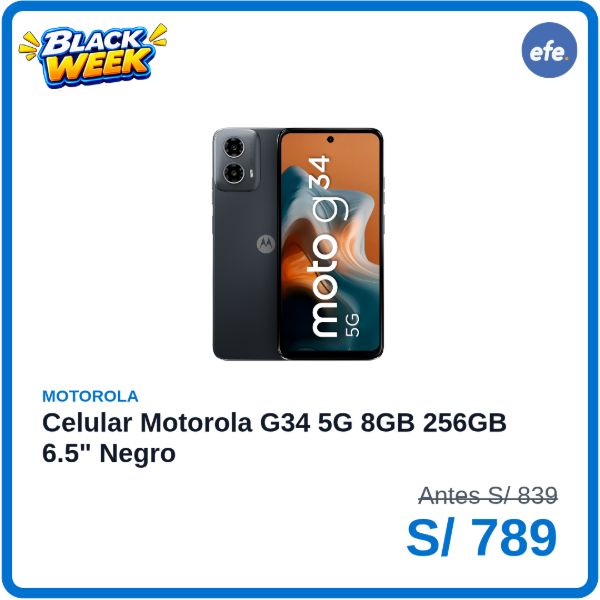 BLACK
WEEK
efe.
moto g34
5G
MOTOROLA
Celular Motorola G34 5G 8GB 256GB
6.5" Negro
Antes S/ 839
S/ 789